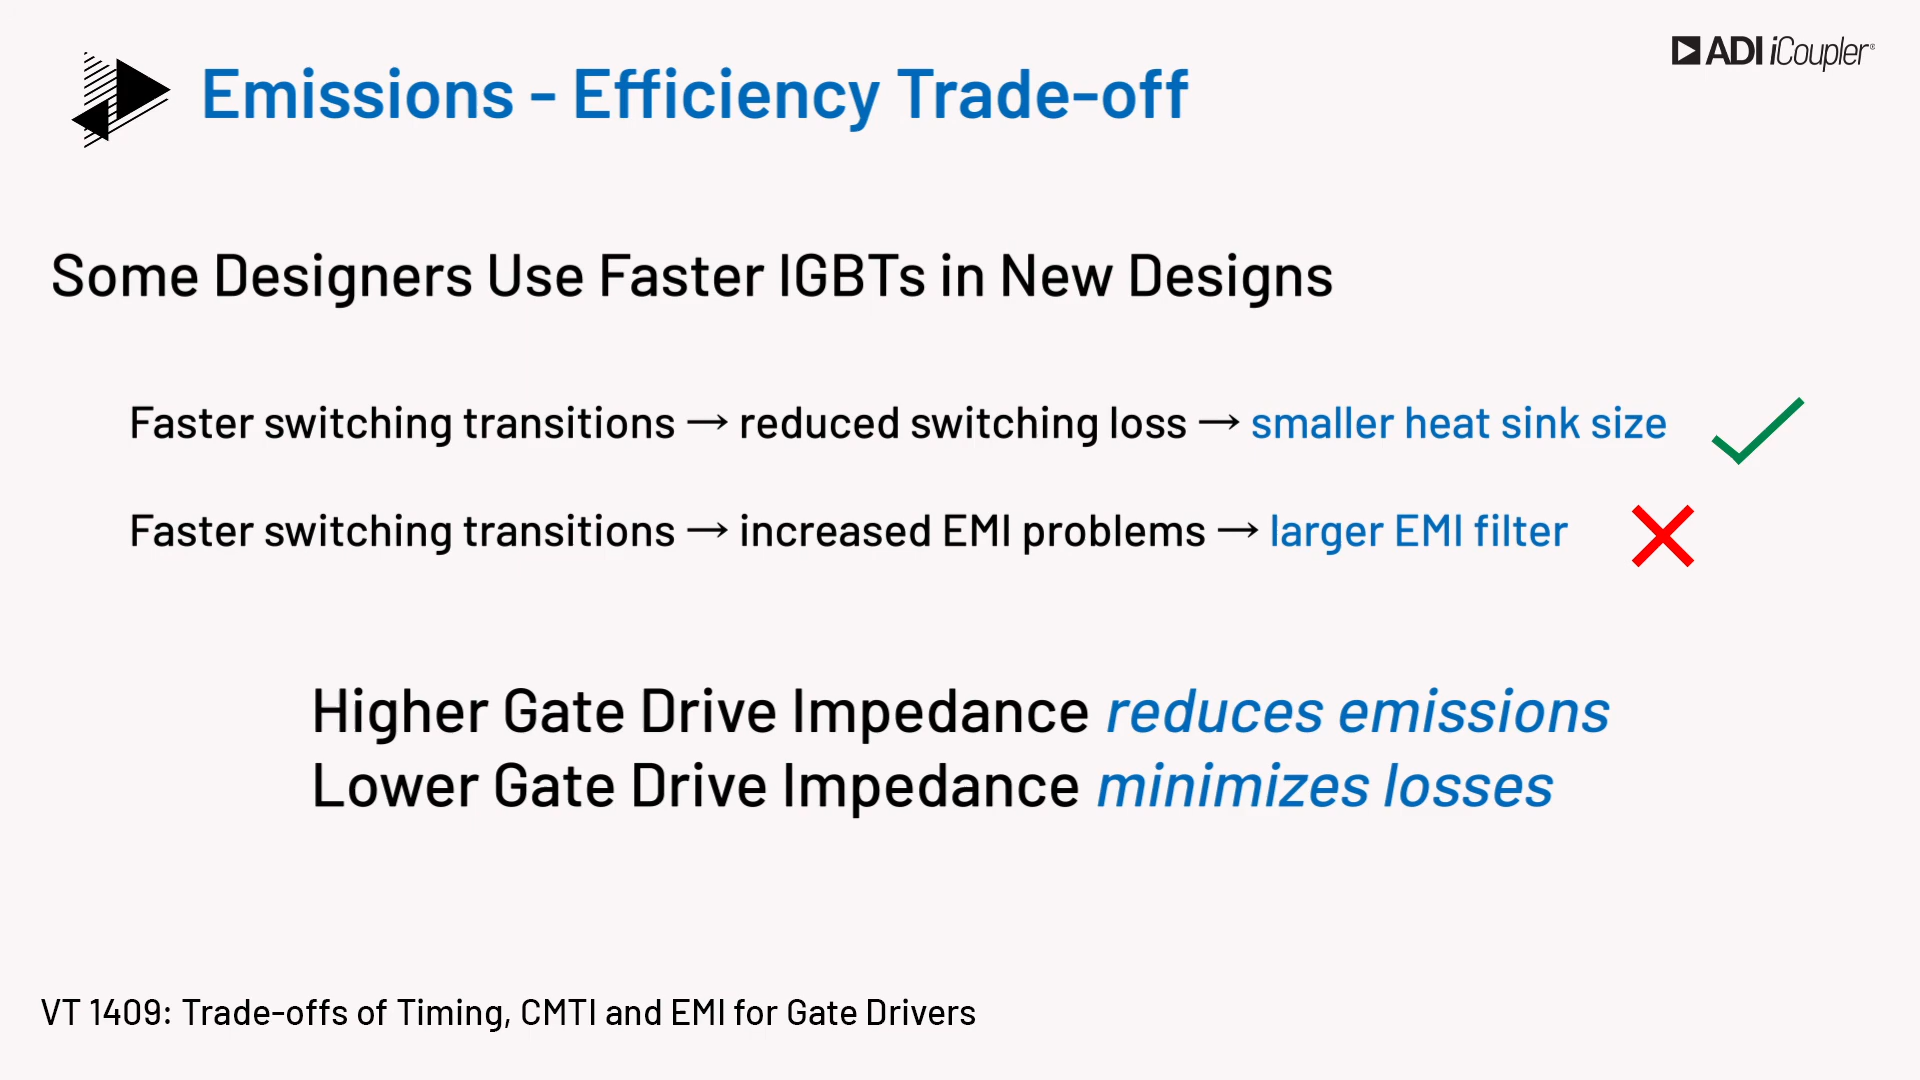 ADI iCoupler®
Emissions - Efficiency Trade-off
Some Designers Use Faster IGBTs in New Designs
Faster switching transitions → reduced switching loss → smaller heat sink size
Faster switching transitions → increased EMI problems → larger EMI filter
Higher Gate Drive Impedance reduces emissions
Lower Gate Drive Impedance minimizes losses
VT 1409: Trade-offs of Timing, CMTI and EMI for Gate Drivers